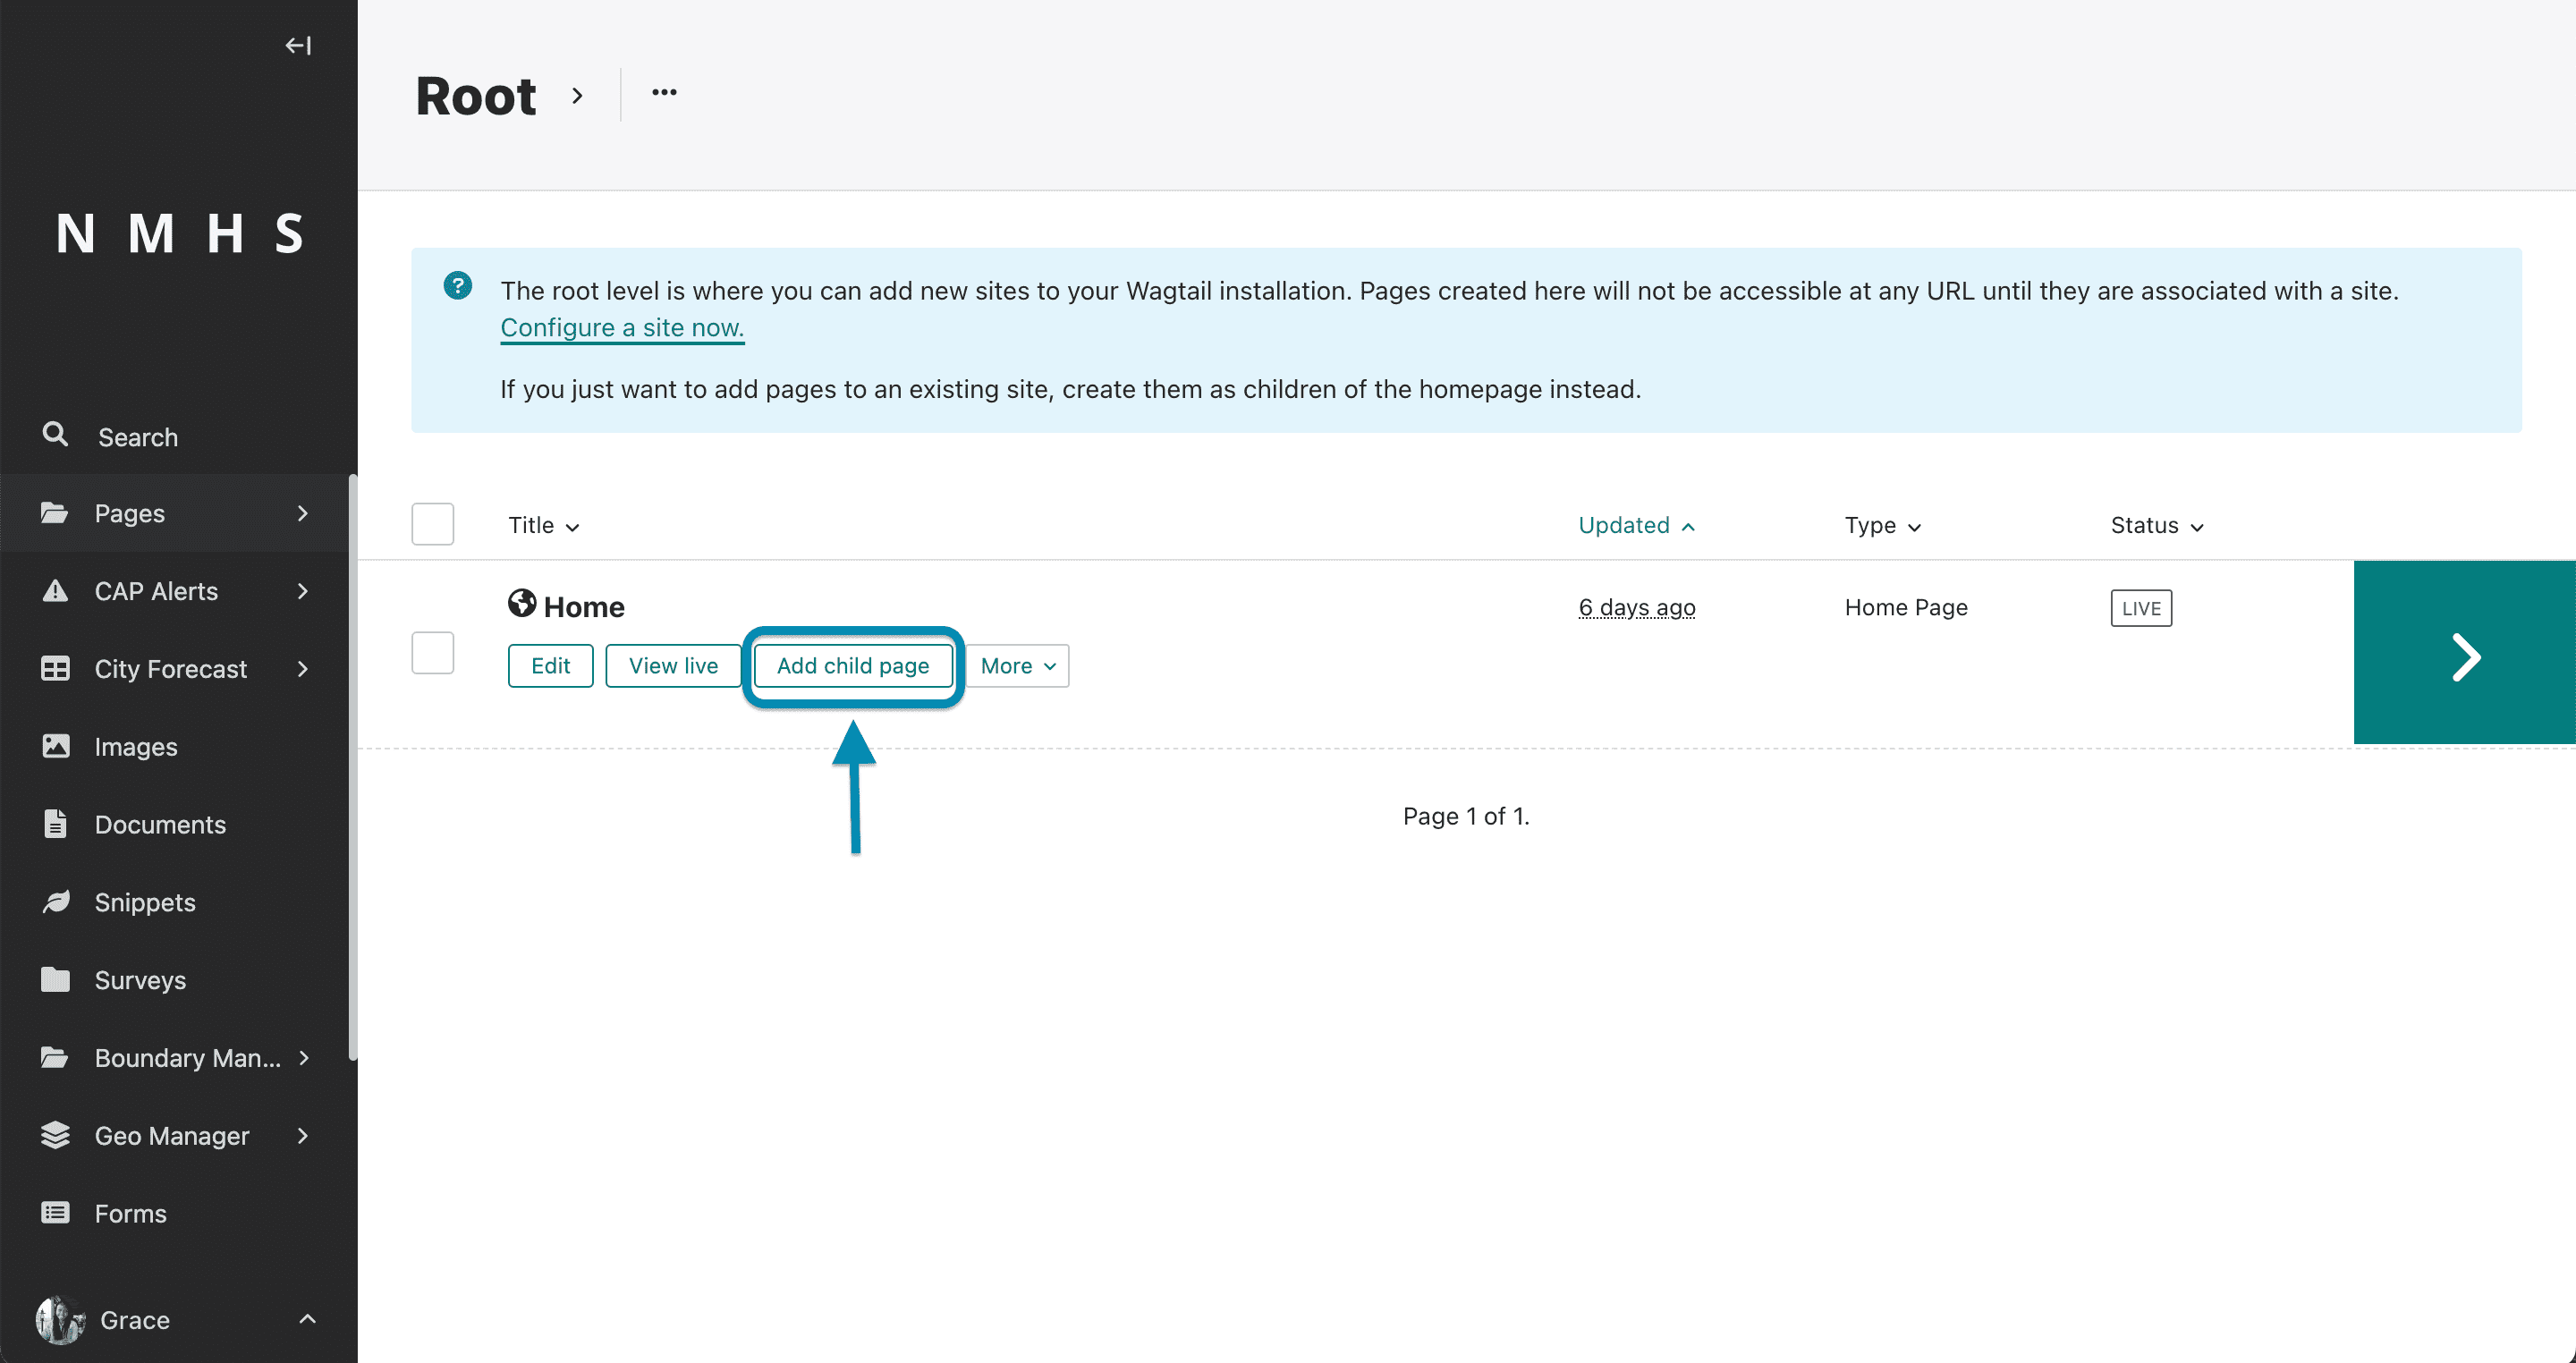 N M H S
Search
Pages
CAP Alerts
City Forecast
Images
Documents
Snippets
Surveys
Boundary Man...
Geo Manager
Forms
Grace
Root
The root level is where you can add new sites to your Wagtail installation. Pages created here will not be accessible at any URL until they are associated with a site.
Configure a site now.
If you just want to add pages to an existing site, create them as children of the homepage instead.
Title Updated Type Status
Home 6 days ago Home Page LIVE
Edit View live Add child page More
Page 1 of 1.